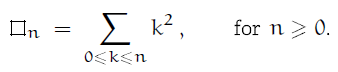 □ₙ = ∑ k² , for n ⩾ 0.
0⩽k⩽n